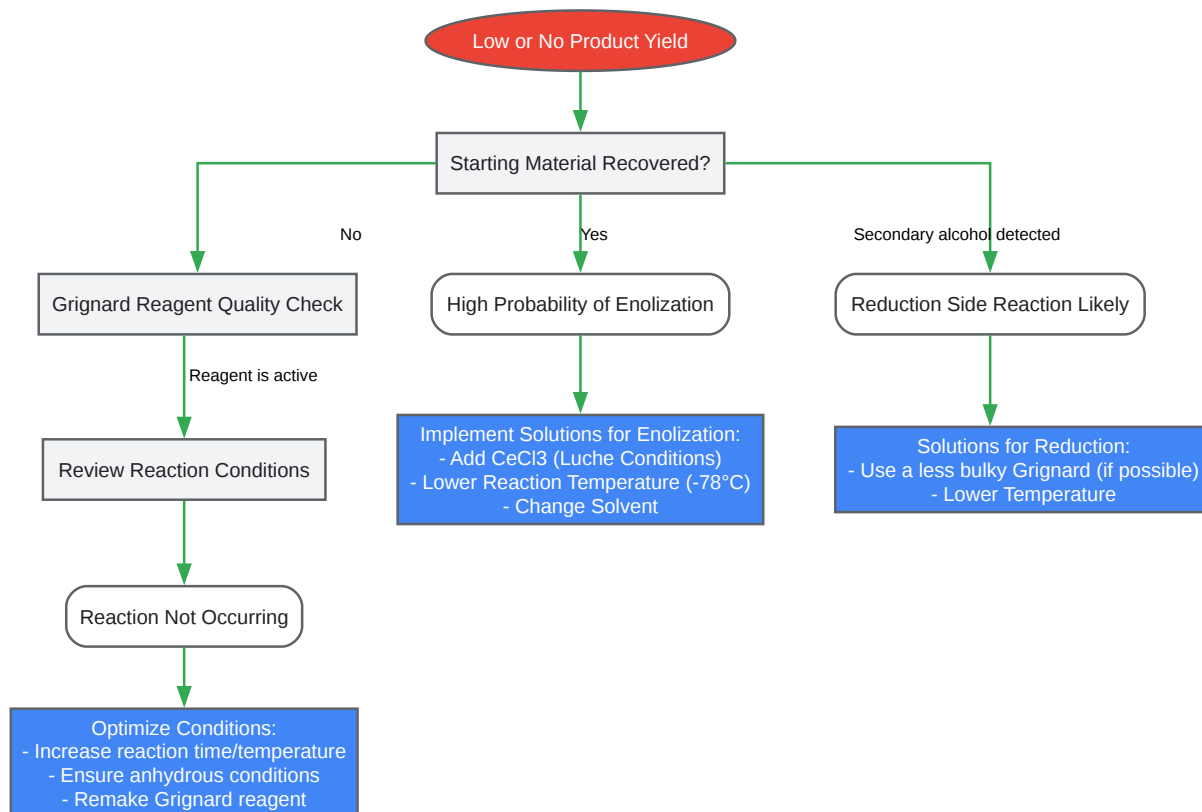 Low or No Product Yield
Starting Material Recovered?
No
Yes
Secondary alcohol detected
Grignard Reagent Quality Check
High Probability of Enolization
Reduction Side Reaction Likely
Reagent is active
Implement Solutions for Enolization:
- Add CeCl3 (Luche Conditions)
- Lower Reaction Temperature (-78°C)
- Change Solvent
Solutions for Reduction:
- Use a less bulky Grignard (if possible)
- Lower Temperature
Review Reaction Conditions
Reaction Not Occurring
Optimize Conditions:
- Increase reaction time/temperature
- Ensure anhydrous conditions
- Remake Grignard reagent